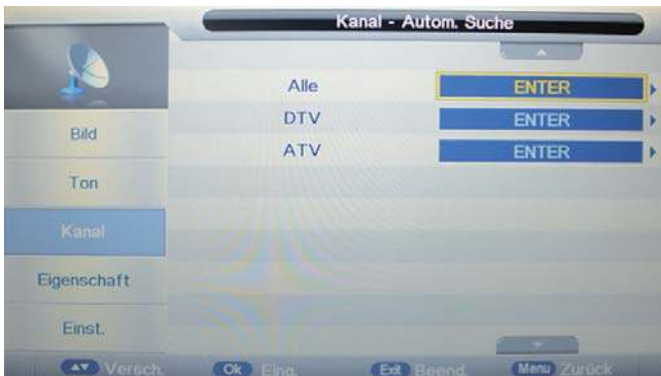 Kanal - Autom. Suche
Alle ENTER
DTV ENTER
ATV ENTER
Bild
Ton
Kanal
Eigenschaft
Einst.
Versch. Ok Eing. Exit Beend. Menu Zurück